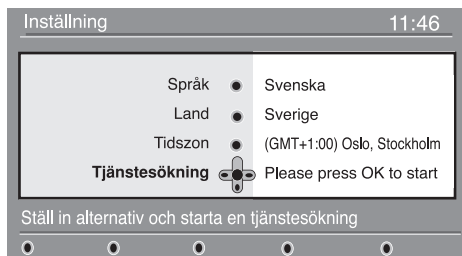 Inställning 11:46
Språk Svenska
Land Sverige
Tidszon (GMT+1:00) Oslo, Stockholm
Tjänstesökning Please press OK to start
Ställ in alternativ och starta en tjänstesökning